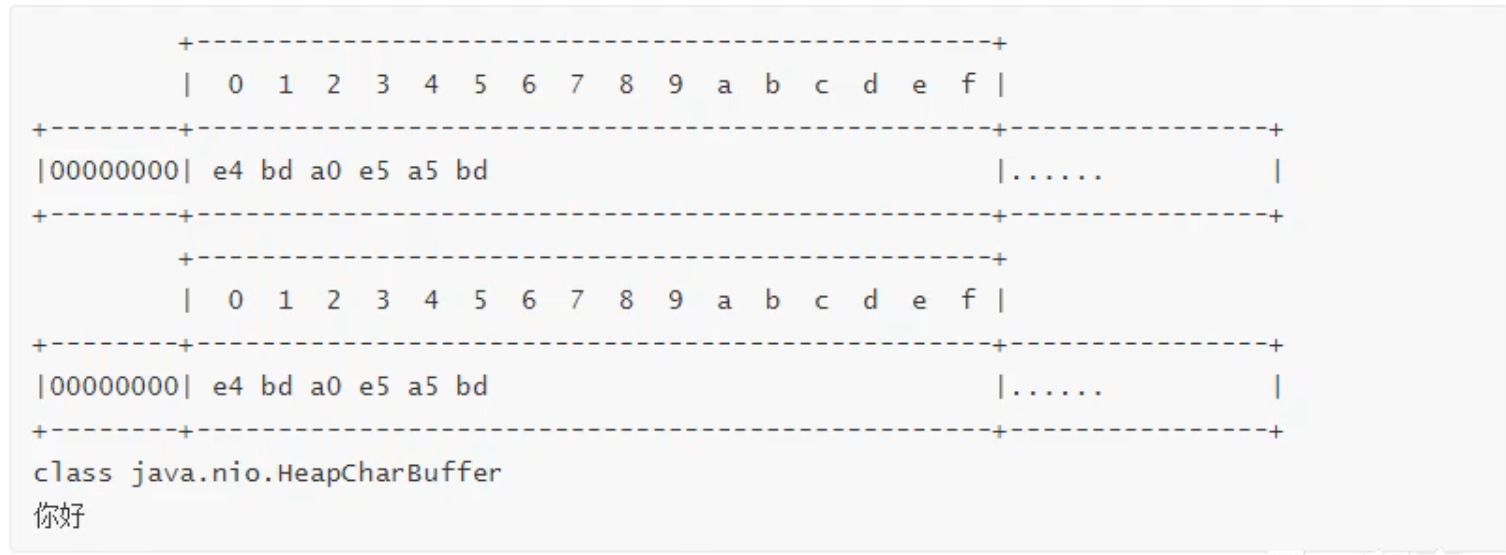 +-------------------------------------------------+
         |  0  1  2  3  4  5  6  7  8  9  a  b  c  d  e  f |
+--------+-------------------------------------------------+----------------+
|00000000| e4 bd a0 e5 a5 bd                               |......          |
+--------+-------------------------------------------------+----------------+
         +-------------------------------------------------+
         |  0  1  2  3  4  5  6  7  8  9  a  b  c  d  e  f |
+--------+-------------------------------------------------+----------------+
|00000000| e4 bd a0 e5 a5 bd                               |......          |
+--------+-------------------------------------------------+----------------+
class java.nio.HeapCharBuffer
你好